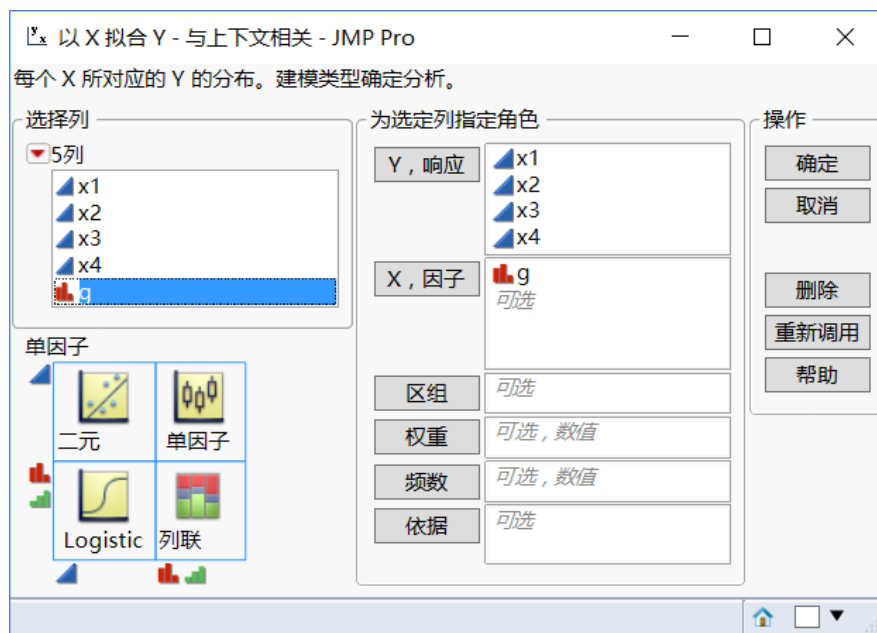 以 X 拟合 Y - 与上下文相关 - JMP Pro
每个 X 所对应的 Y 的分布。建模类型确定分析。
选择列
5列
x1
x2
x3
x4
g
单因子
二元
单因子
Logistic
列联
为选定列指定角色
Y，响应
x1
x2
x3
x4
X，因子
g
可选
区组
可选
权重
可选，数值
频数
可选，数值
依据
可选
操作
确定
取消
删除
重新调用
帮助